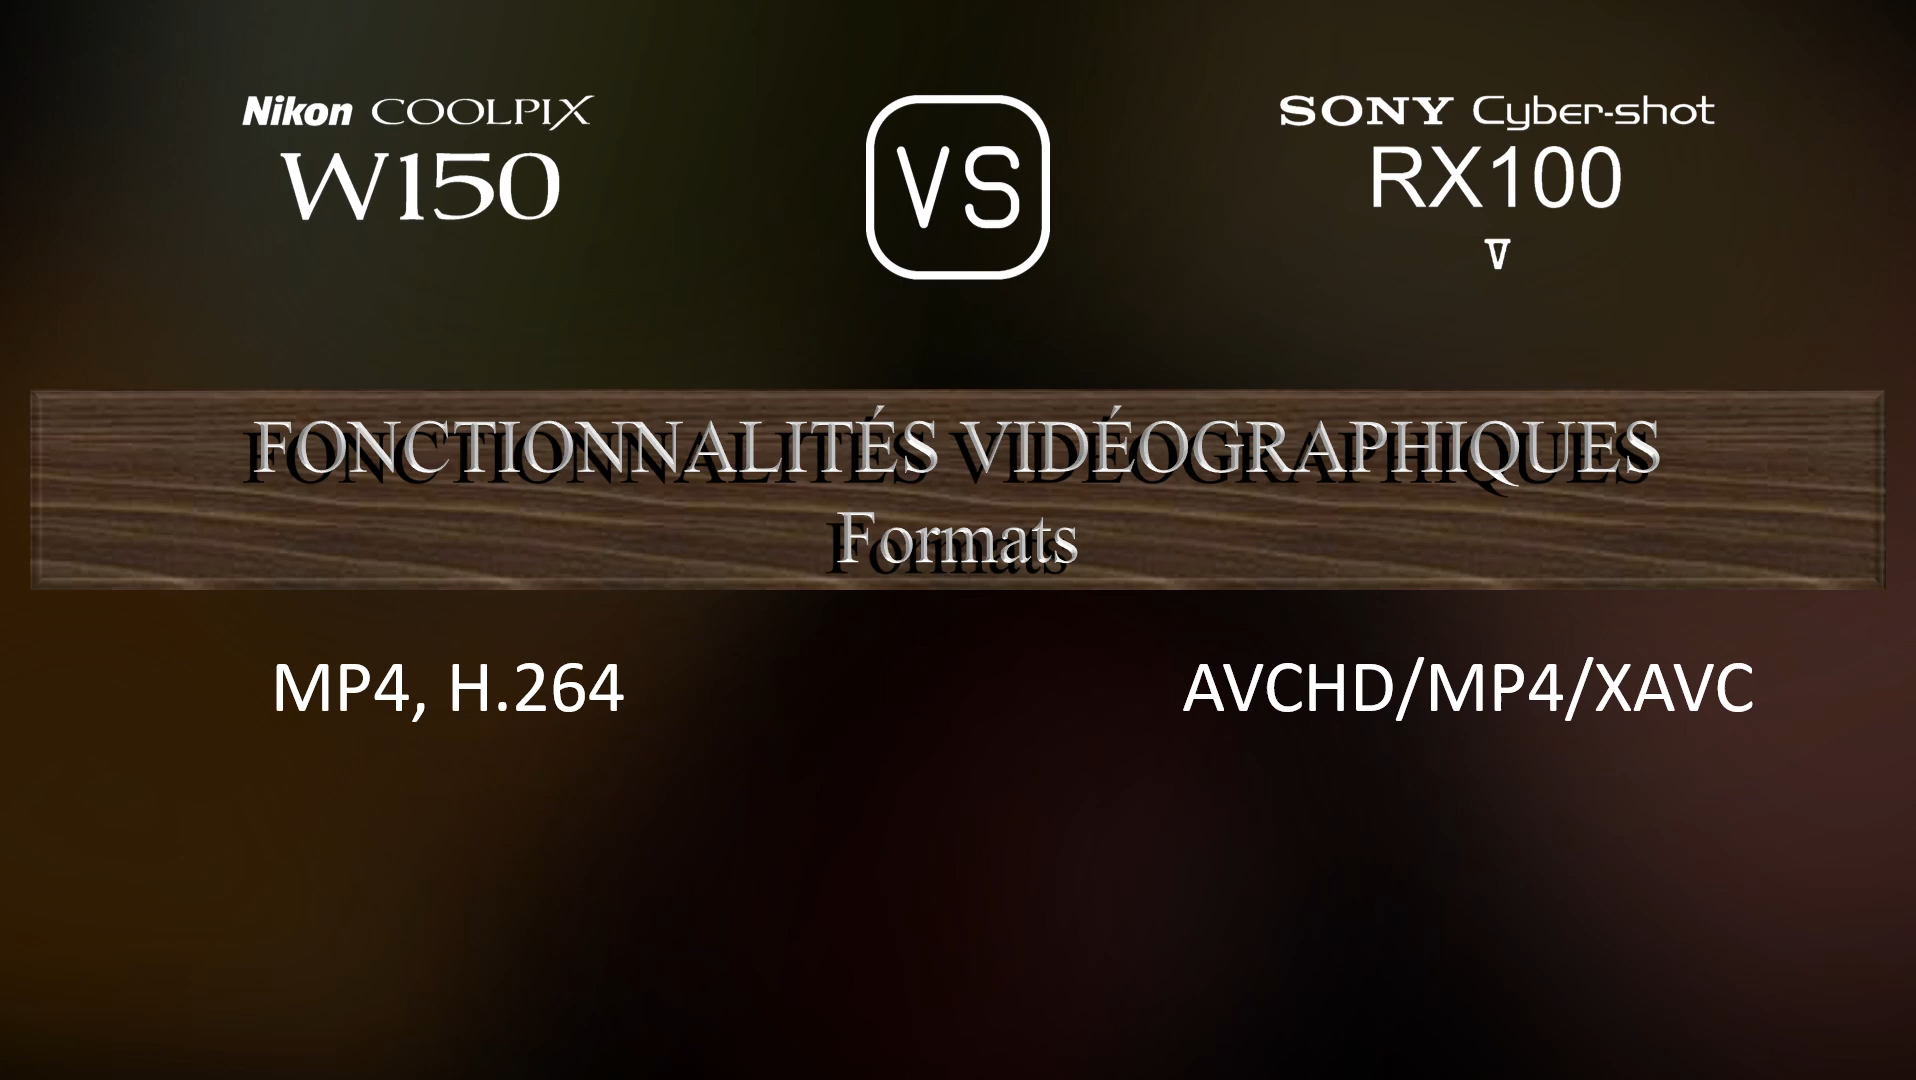 Nikon COOLPIX
W150
VS
SONY Cyber-shot
RX100
V
FONCTIONNALITÉS VIDÉOGRAPHIQUES
Formats
MP4, H.264
AVCHD/MP4/XAVC